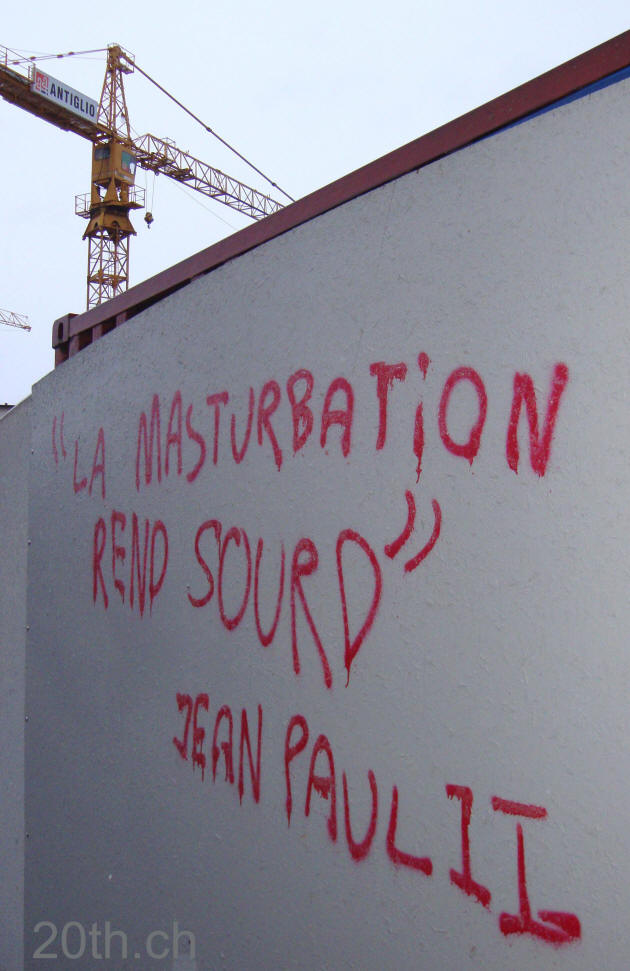 ANTIGLIO
"LA MASTURBATION
REND SOURD"
JEAN PAUL II
20th.ch